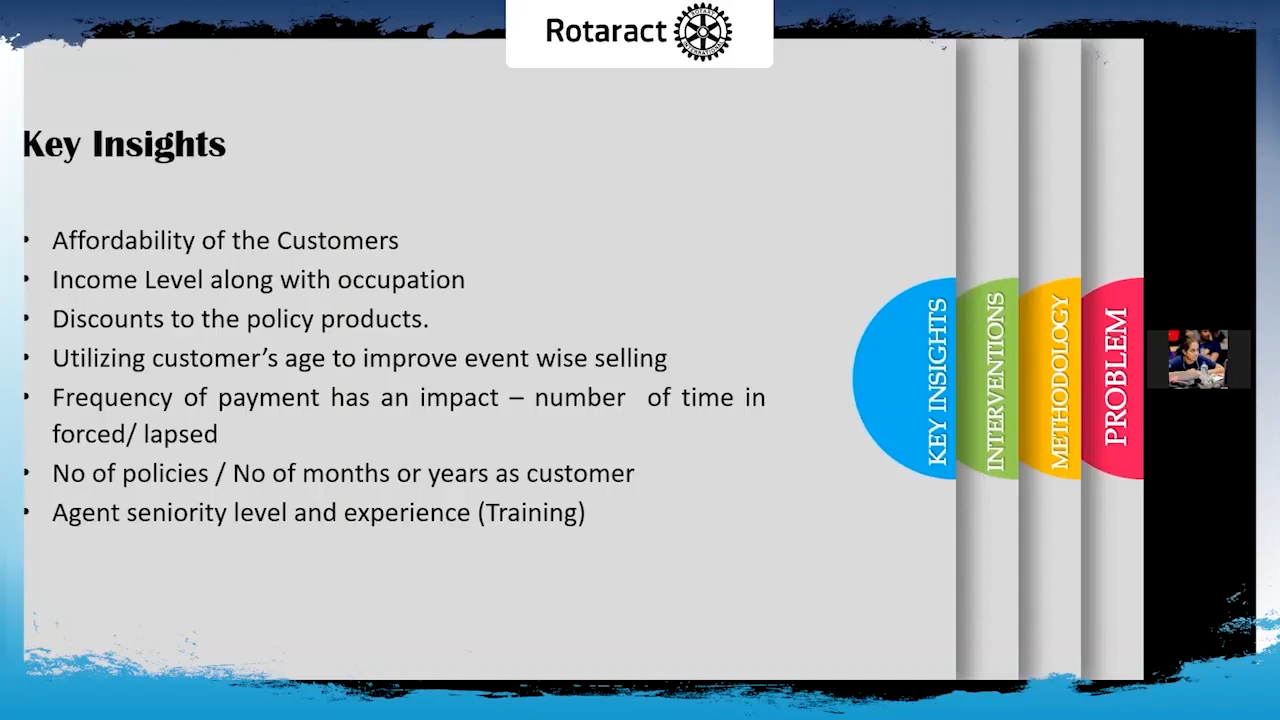 Rotaract
Key Insights
• Affordability of the Customers
• Income Level along with occupation
• Discounts to the policy products.
• Utilizing customer’s age to improve event wise selling
• Frequency of payment has an impact – number of time in
forced/ lapsed
• No of policies / No of months or years as customer
• Agent seniority level and experience (Training)
KEY INSIGHTS
INTERVENTIONS
METHODOLOGY
PROBLEM